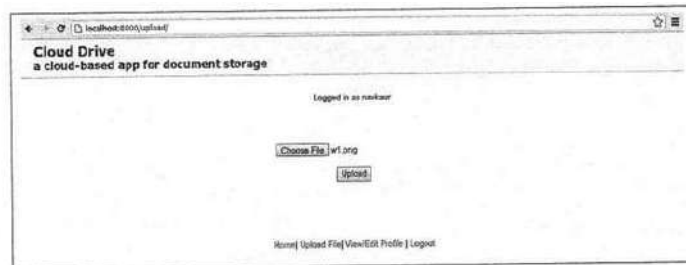 localhost:8000/upload/
Cloud Drive
a cloud-based app for document storage
Logged in as navkaur
Choose File w1.png
Upload
Home| Upload File| View/Edit Profile | Logout